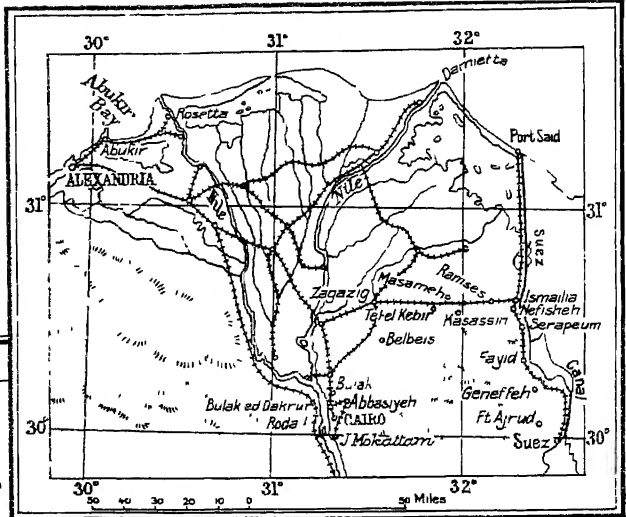 30° 31° 32°
Abukir Bay
Damietta
Rosetta
Abukir
Port Said
ALEXANDRIA
Nile
Nile
31° 31°
Suez
Masameh
Ramses
Zagazig
Ismailia
Nefisheh
Tel el Kebir
Kasassin
Serapeum
Belbeis
Fayid
Canal
Bulak
Geneffeh
Abbasiyeh
Bulak ed Dakrur
CAIRO
Ft Ajrud
Roda I
30° J Mokattam Suez 30°
30° 31° 32°
50 40 30 20 10 0 50 Miles